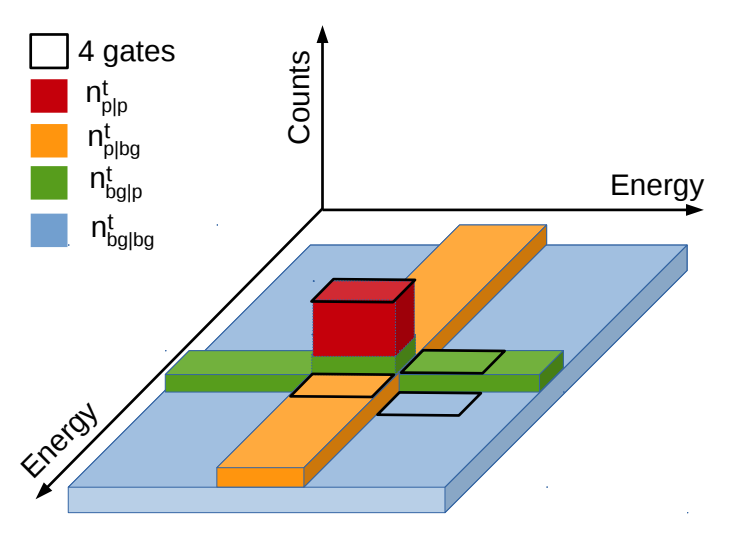 4 gates
n^t_p|p
n^t_p|bg
n^t_bg|p
n^t_bg|bg
Counts
Energy
Energy